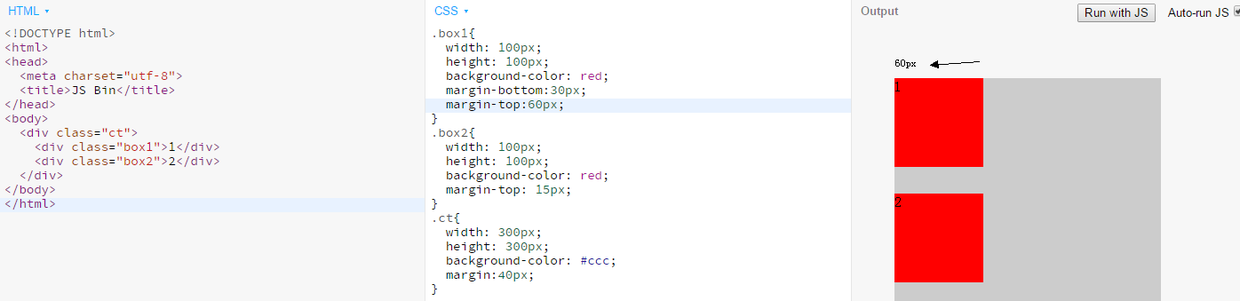 HTML
<!DOCTYPE html>
<html>
<head>
<meta charset="utf-8">
<title>JS Bin</title>
</head>
<body>
<div class="ct">
<div class="box1">1</div>
<div class="box2">2</div>
</div>
</body>
</html>
CSS
.box1{
width: 100px;
height: 100px;
background-color: red;
margin-bottom:30px;
margin-top:60px;
}
.box2{
width: 100px;
height: 100px;
background-color: red;
margin-top: 15px;
}
.ct{
width: 300px;
height: 300px;
background-color: #ccc;
margin:40px;
}
Output
Run with JS
Auto-run JS
60px
1
2